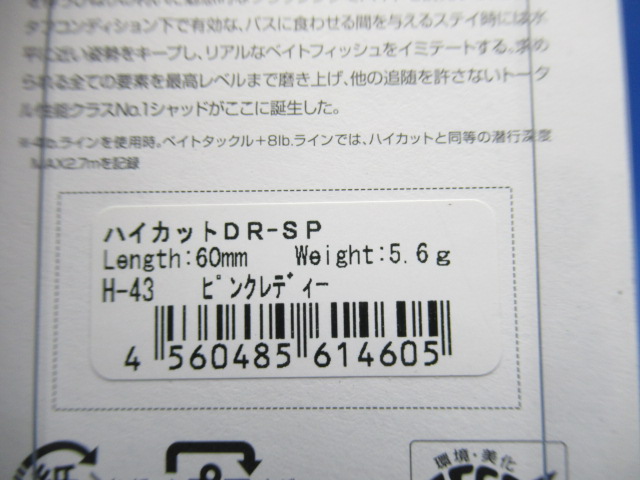 タフコンディション下で有効な、バスに食わせる間を与えるステイ時には水
平に近い姿勢をキープし、リアルなベイトフィッシュをイミテートする。求め
られる全ての要素を最高レベルまで磨き上げ、他の追随を許さないトータ
ル性能クラスNo.1シャッドがここに誕生した。
※4lb.ラインを使用時。ベイトタックル+8lb.ラインでは、ハイカットと同等の潜行深度
MAX2.7mを記録
ハイカットDR-SP
Length:60mm Weight:5.6g
H-43 ピンクレディー
4 560485 614605
環境・美化